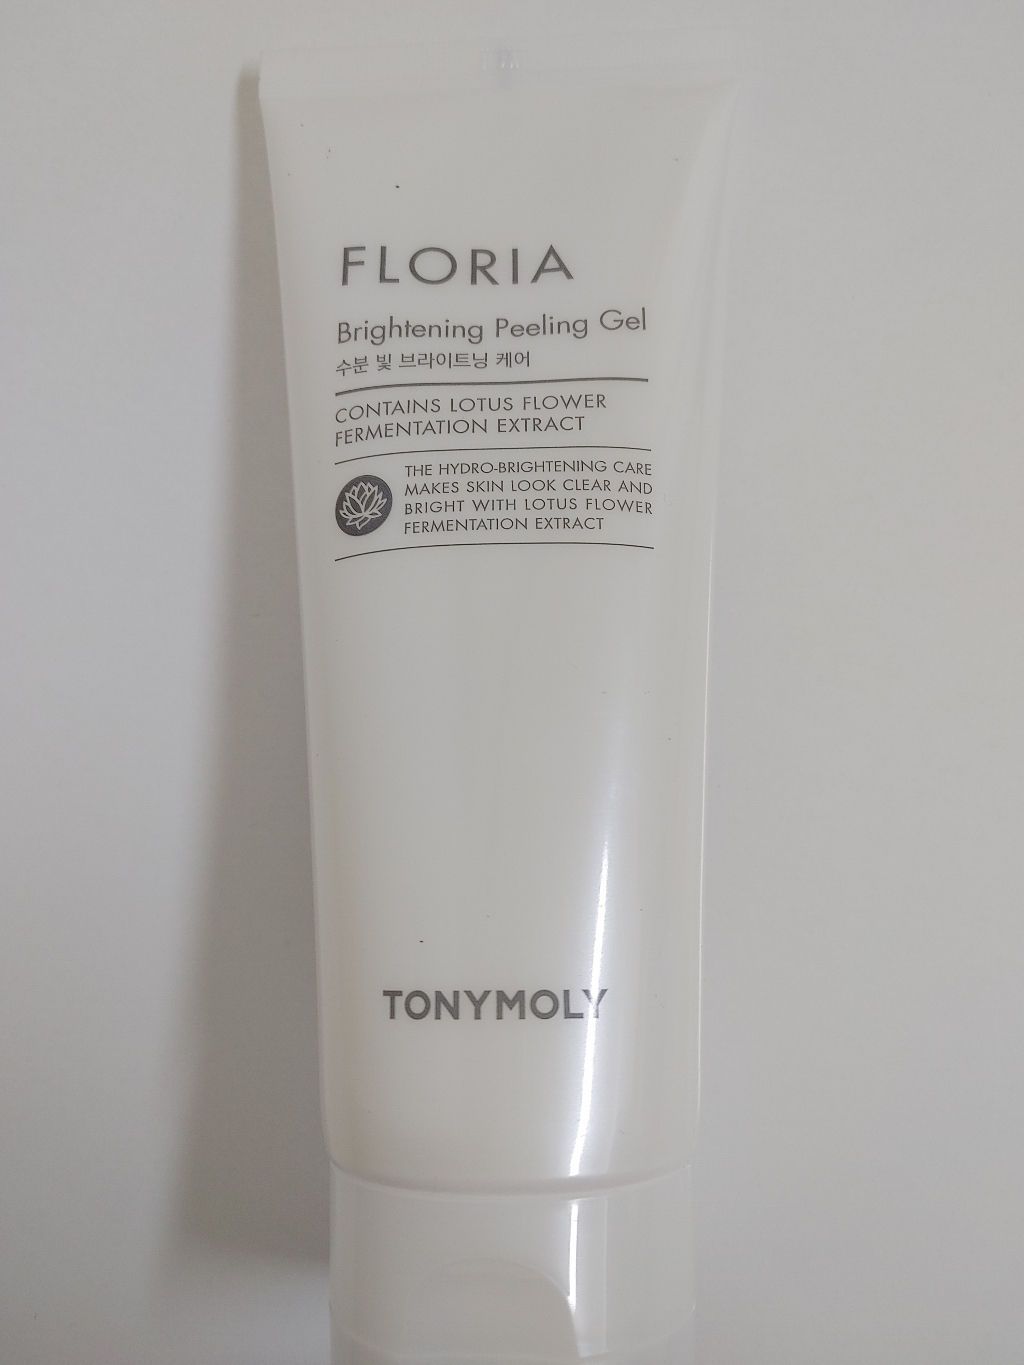 FLORIA
Brightening Peeling Gel
수분 빛 브라이트닝 케어
CONTAINS LOTUS FLOWER
FERMENTATION EXTRACT
THE HYDRO-BRIGHTENING CARE
MAKES SKIN LOOK CLEAR AND
BRIGHT WITH LOTUS FLOWER
FERMENTATION EXTRACT
TONYMOLY